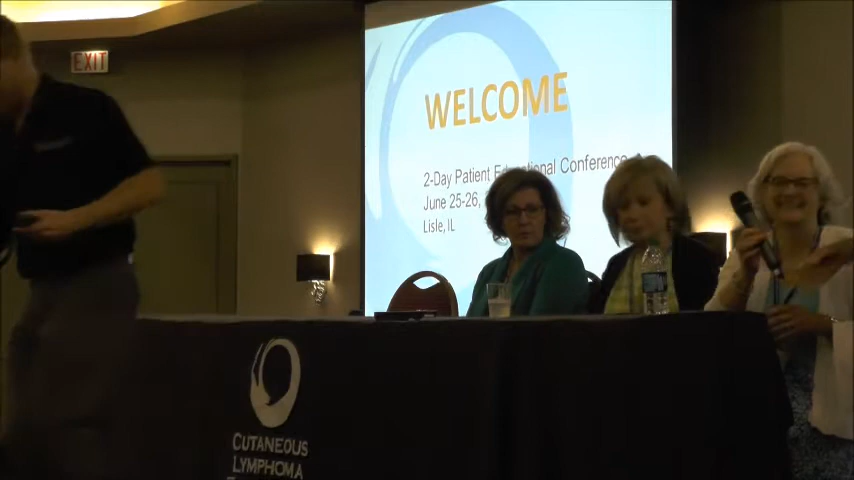 EXIT
WELCOME
2-Day Patient Educational Conference
June 25-26,
Lisle, IL
CUTANEOUS
LYMPHOMA